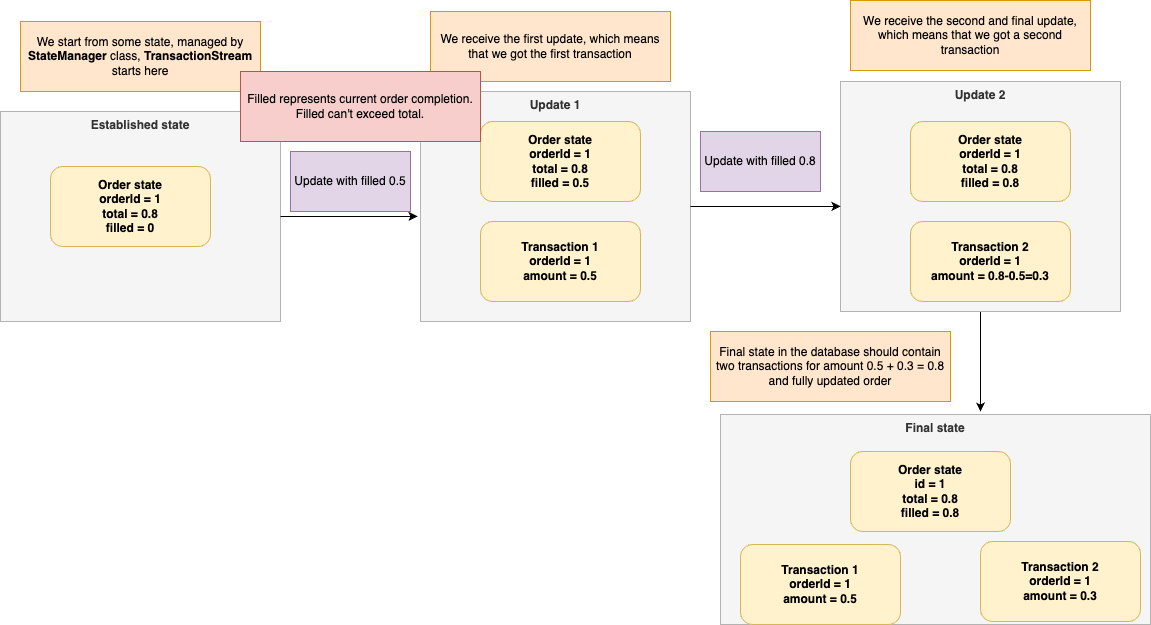 We start from some state, managed by
StateManager class, TransactionStream
starts here
We receive the first update, which means
that we got the first transaction
We receive the second and final update,
which means that we got a second
transaction
Filled represents current order completion.
Filled can't exceed total.
Established state
Order state
orderId = 1
total = 0.8
filled = 0
Update with filled 0.5
Update 1
Order state
orderId = 1
total = 0.8
filled = 0.5
Transaction 1
orderId = 1
amount = 0.5
Update with filled 0.8
Update 2
Order state
orderId = 1
total = 0.8
filled = 0.8
Transaction 2
orderId = 1
amount = 0.8-0.5=0.3
Final state in the database should contain
two transactions for amount 0.5 + 0.3 = 0.8
and fully updated order
Final state
Order state
id = 1
total = 0.8
filled = 0.8
Transaction 1
orderId = 1
amount = 0.5
Transaction 2
orderId = 1
amount = 0.3